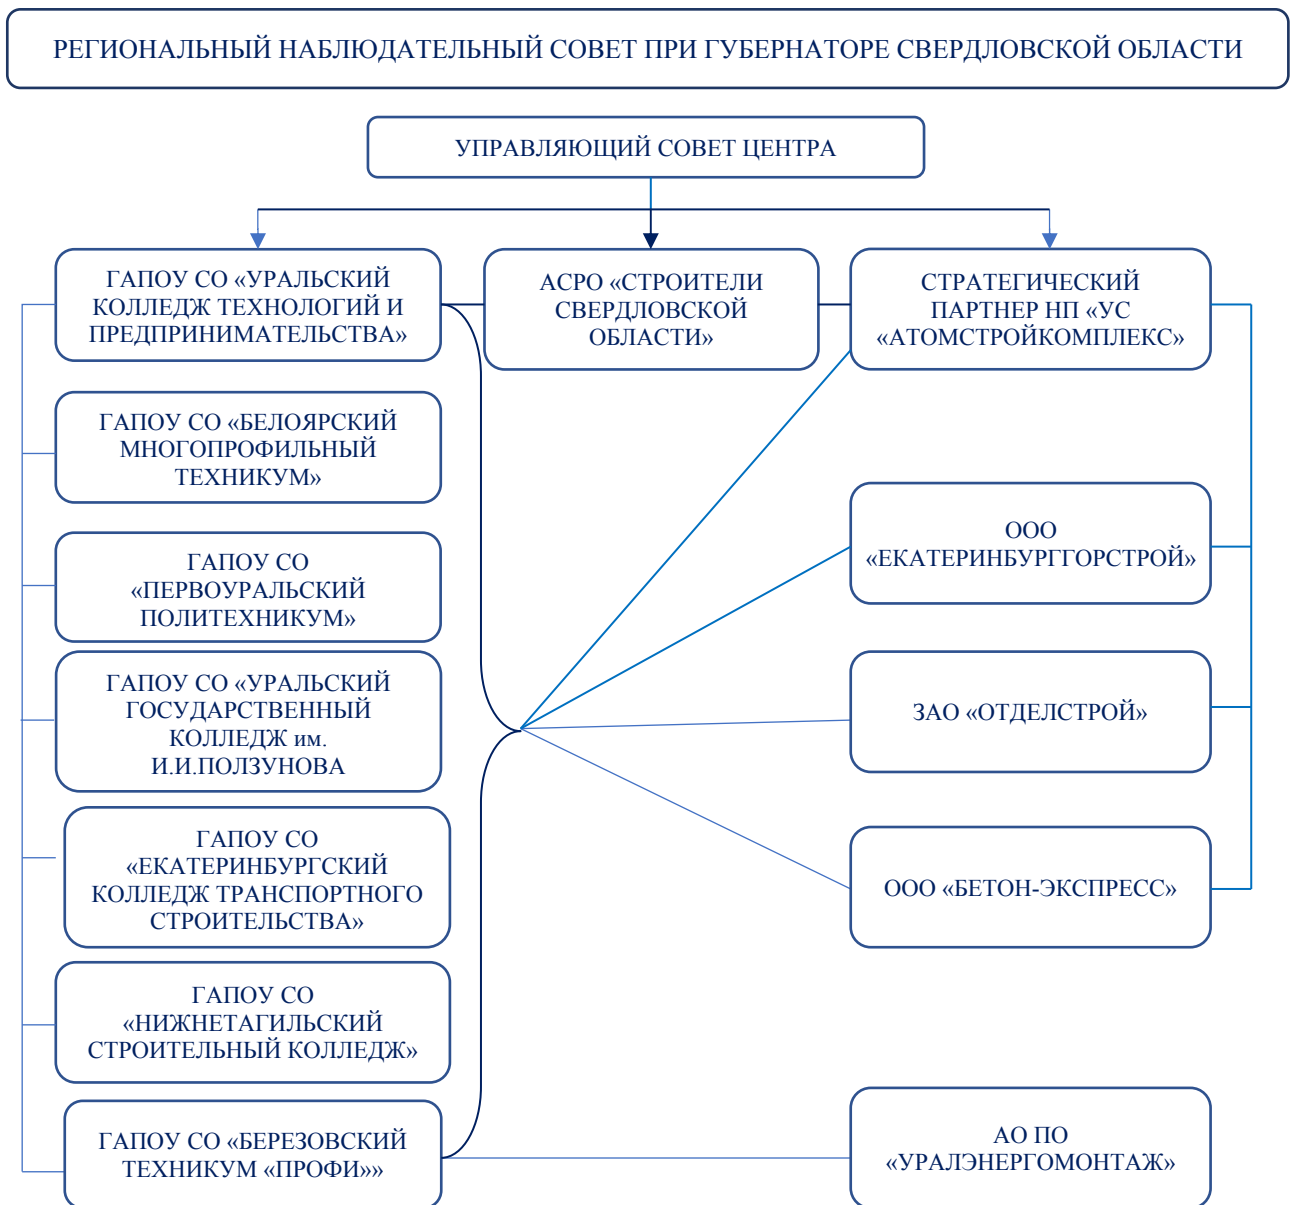 РЕГИОНАЛЬНЫЙ НАБЛЮДАТЕЛЬНЫЙ СОВЕТ ПРИ ГУБЕРНАТОРЕ СВЕРДЛОВСКОЙ ОБЛАСТИ
УПРАВЛЯЮЩИЙ СОВЕТ ЦЕНТРА
ГАПОУ СО «УРАЛЬСКИЙ
КОЛЛЕДЖ ТЕХНОЛОГИЙ И
ПРЕДПРИНИМАТЕЛЬСТВА»
АСРО «СТРОИТЕЛИ
СВЕРДЛОВСКОЙ
ОБЛАСТИ»
СТРАТЕГИЧЕСКИЙ
ПАРТНЕР НП «УС
«АТОМСТРОЙКОМПЛЕКС»
ГАПОУ СО «БЕЛОЯРСКИЙ
МНОГОПРОФИЛЬНЫЙ
ТЕХНИКУМ»
ООО
«ЕКАТЕРИНБУРГГОРСТРОЙ»
ГАПОУ СО
«ПЕРВОУРАЛЬСКИЙ
ПОЛИТЕХНИКУМ»
ГАПОУ СО «УРАЛЬСКИЙ
ГОСУДАРСТВЕННЫЙ
КОЛЛЕДЖ им.
И.И.ПОЛЗУНОВА
ЗАО «ОТДЕЛСТРОЙ»
ГАПОУ СО
«ЕКАТЕРИНБУРГСКИЙ
КОЛЛЕДЖ ТРАНСПОРТНОГО
СТРОИТЕЛЬСТВА»
ООО «БЕТОН-ЭКСПРЕСС»
ГАПОУ СО
«НИЖНЕТАГИЛЬСКИЙ
СТРОИТЕЛЬНЫЙ КОЛЛЕДЖ»
ГАПОУ СО «БЕРЕЗОВСКИЙ
ТЕХНИКУМ «ПРОФИ»»
АО ПО
«УРАЛЭНЕРГОМОНТАЖ»